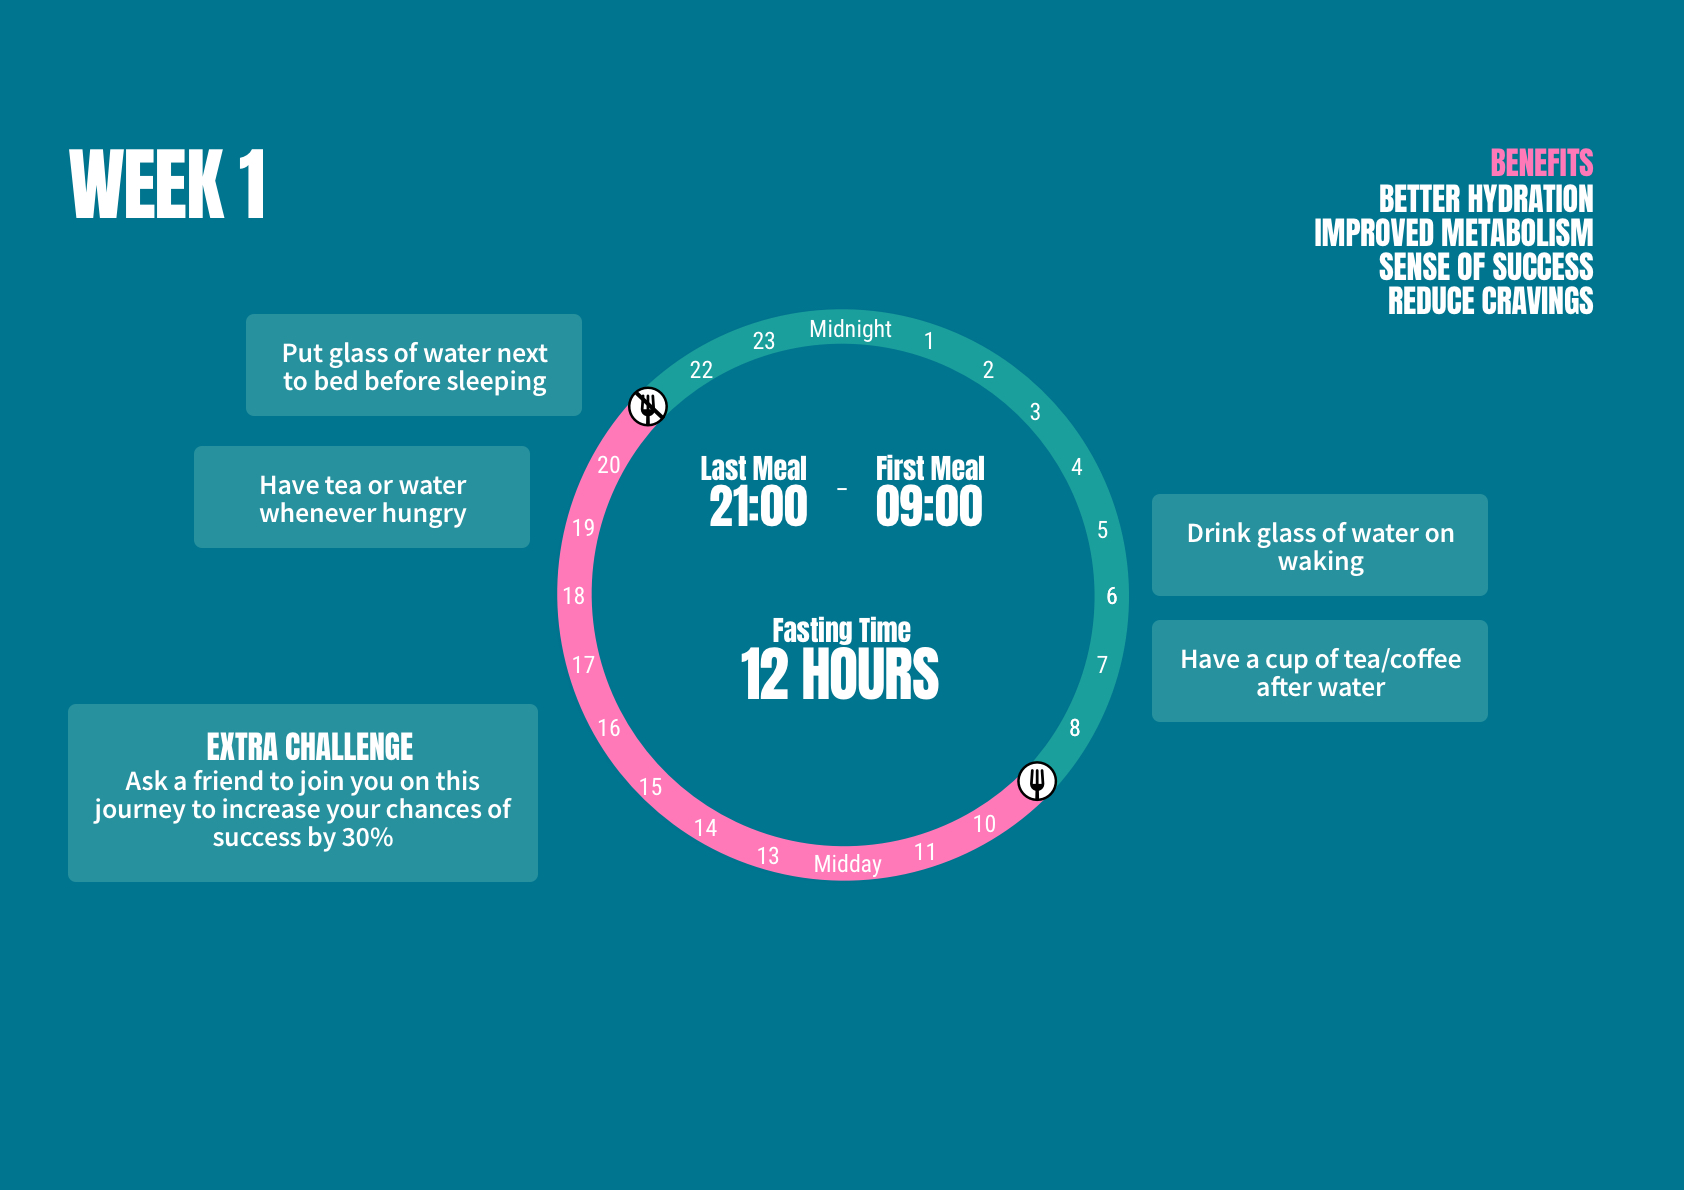 WEEK 1
BENEFITS
BETTER HYDRATION
IMPROVED METABOLISM
SENSE OF SUCCESS
REDUCE CRAVINGS
Put glass of water next
to bed before sleeping
Have tea or water
whenever hungry
EXTRA CHALLENGE
Ask a friend to join you on this
journey to increase your chances of
success by 30%
Midnight
1
2
3
4
5
6
7
8
10
11
Midday
13
14
15
16
17
18
19
20
22
23
Last Meal
21:00
–
First Meal
09:00
Fasting Time
12 HOURS
Drink glass of water on
waking
Have a cup of tea/coffee
after water